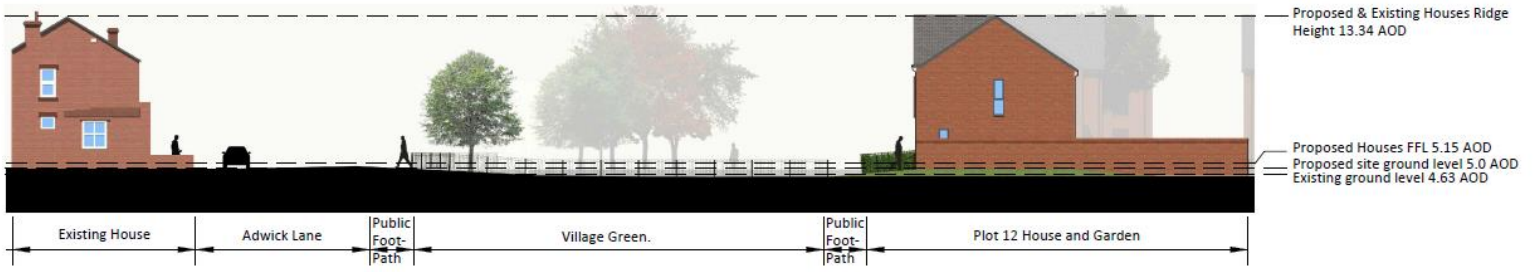 Proposed & Existing Houses Ridge
Height 13.34 AOD
Proposed Houses FFL 5.15 AOD
Proposed site ground level 5.0 AOD
Existing ground level 4.63 AOD
Existing House
Adwick Lane
Public
Foot-
Path
Village Green.
Public
Foot-
Path
Plot 12 House and Garden